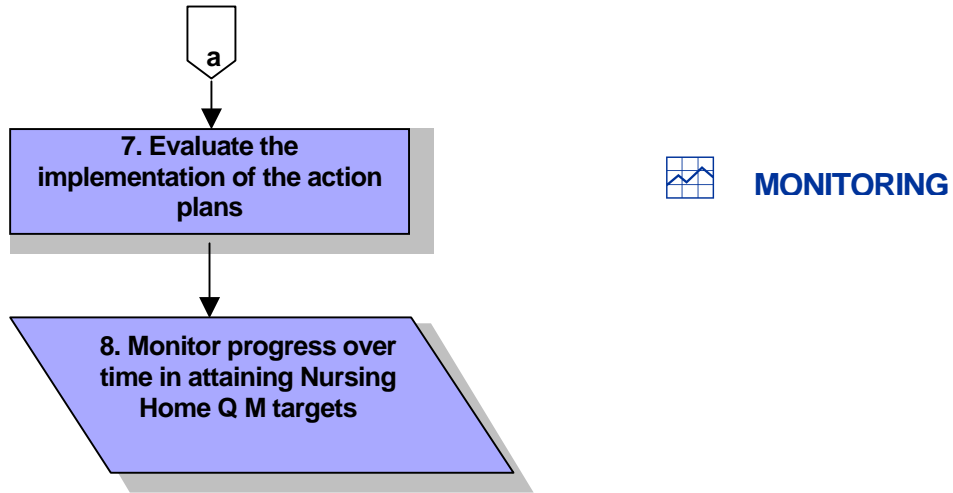 a
7. Evaluate the
implementation of the action
plans
MONITORING
8. Monitor progress over
time in attaining Nursing
Home Q M targets